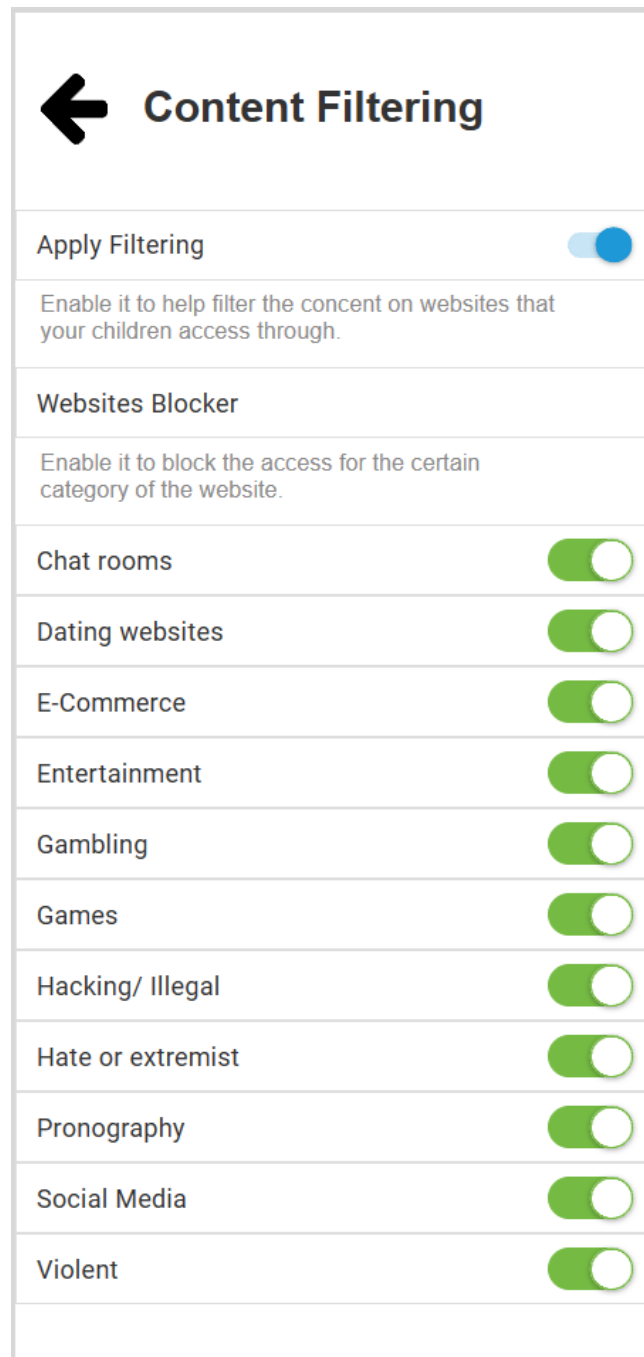 Content Filtering
Apply Filtering
Enable it to help filter the concent on websites that
your children access through.
Websites Blocker
Enable it to block the access for the certain
category of the website.
Chat rooms
Dating websites
E-Commerce
Entertainment
Gambling
Games
Hacking/ Illegal
Hate or extremist
Pronography
Social Media
Violent